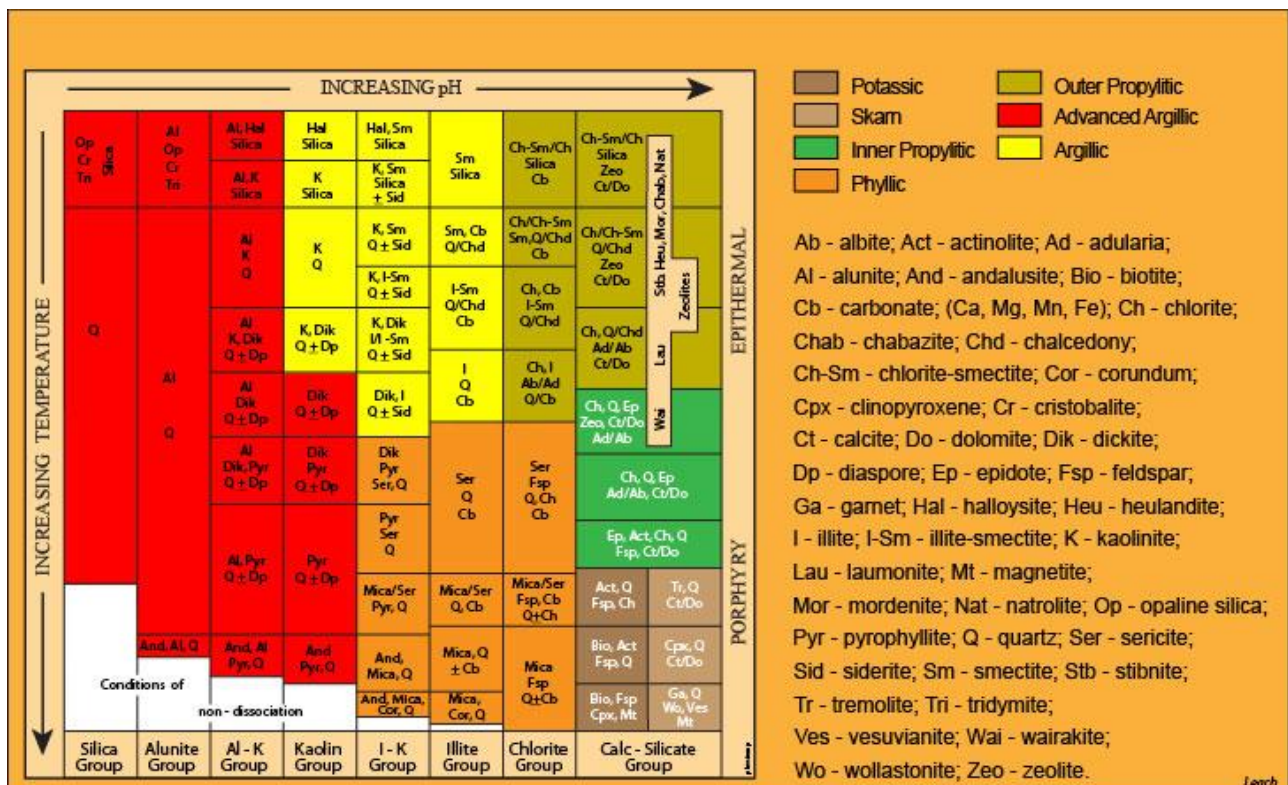 INCREASING pH
INCREASING TEMPERATURE
EPITHERMAL
PORPHYRY
Op
Cr
Tri
Silica
Q
Al
Op
Cr
Tri
Al
Q
And, Al, Q
Conditions of
non - dissociation
Al, Hal
Silica
Al, K
Silica
Al
K
Q
Al
K, Dik
Q ± Dp
Al
Dik
Q ± Dp
Al
Dik, Pyr
Q ± Dp
Al, Pyr
Q ± Dp
And, Al
Pyr, Q
Hal
Silica
K
Silica
K
Q
K, Dik
Q ± Dp
Dik
Q ± Dp
Dik
Pyr
Q ± Dp
Pyr
Q ± Dp
And
Pyr, Q
Hal, Sm
Silica
K, Sm
Silica
± Sid
K, Sm
Q ± Sid
K, I-Sm
Q ± Sid
K, Dik
I/I -Sm
Q ± Sid
Dik, I
Q ± Sid
Dik
Pyr
Ser, Q
Pyr
Ser
Q
Mica/Ser
Pyr, Q
And,
Mica, Q
And, Mica,
Cor, Q
Sm
Silica
Sm, Cb
Q/Chd
I-Sm
Q/Chd
Cb
I
Q
Cb
Ser
Q
Cb
Mica/Ser
Q, Cb
Mica, Q
± Cb
Mica,
Cor, Q
Ch-Sm/Ch
Silica
Cb
Ch/Ch-Sm
Sm, Q/Chd
Cb
Ch, Cb
I-Sm
Q/Chd
Ch, I
Ab/Ad
Q/Cb
Ser
Fsp
Q, Ch
Cb
Mica/Ser
Fsp, Cb
Q±Ch
Mica
Fsp
Q±Cb
Ch-Sm/Ch
Silica
Zeo
Ct/Do
Ch/Ch-Sm
Q/Chd
Zeo
Ct/Do
Ch, Q/Chd
Ad/Ab
Ct/Do
Ch, Q, Ep
Zeo, Ct/Do
Ad/Ab
Ch, Q, Ep
Ad/Ab, Ct/Do
Ep, Act, Ch, Q
Fsp, Ct/Do
Act, Q
Fsp, Ch
Bio, Act
Fsp, Q
Bio, Fsp
Cpx, Mt
Tr, Q
Ct/Do
Cpx, Q
Ct/Do
Ga, Q
Wo, Ves
Mt
Stb, Heu, Mor, Chab, Nat
Zeolites
Lau
Wai
Silica
Group
Alunite
Group
Al - K
Group
Kaolin
Group
I - K
Group
Illite
Group
Chlorite
Group
Calc - Silicate
Group
Potassic
Skarn
Inner Propylitic
Phyllic
Outer Propylitic
Advanced Argillic
Argillic
Ab - albite; Act - actinolite; Ad - adularia;
Al - alunite; And - andalusite; Bio - biotite;
Cb - carbonate; (Ca, Mg, Mn, Fe); Ch - chlorite;
Chab - chabazite; Chd - chalcedony;
Ch-Sm - chlorite-smectite; Cor - corundum;
Cpx - clinopyroxene; Cr - cristobalite;
Ct - calcite; Do - dolomite; Dik - dickite;
Dp - diaspore; Ep - epidote; Fsp - feldspar;
Ga - garnet; Hal - halloysite; Heu - heulandite;
I - illite; I-Sm - illite-smectite; K - kaolinite;
Lau - laumonite; Mt - magnetite;
Mor - mordenite; Nat - natrolite; Op - opaline silica;
Pyr - pyrophyllite; Q - quartz; Ser - sericite;
Sid - siderite; Sm - smectite; Stb - stibnite;
Tr - tremolite; Tri - tridymite;
Ves - vesuvianite; Wai - wairakite;
Wo - wollastonite; Zeo - zeolite.
Leach